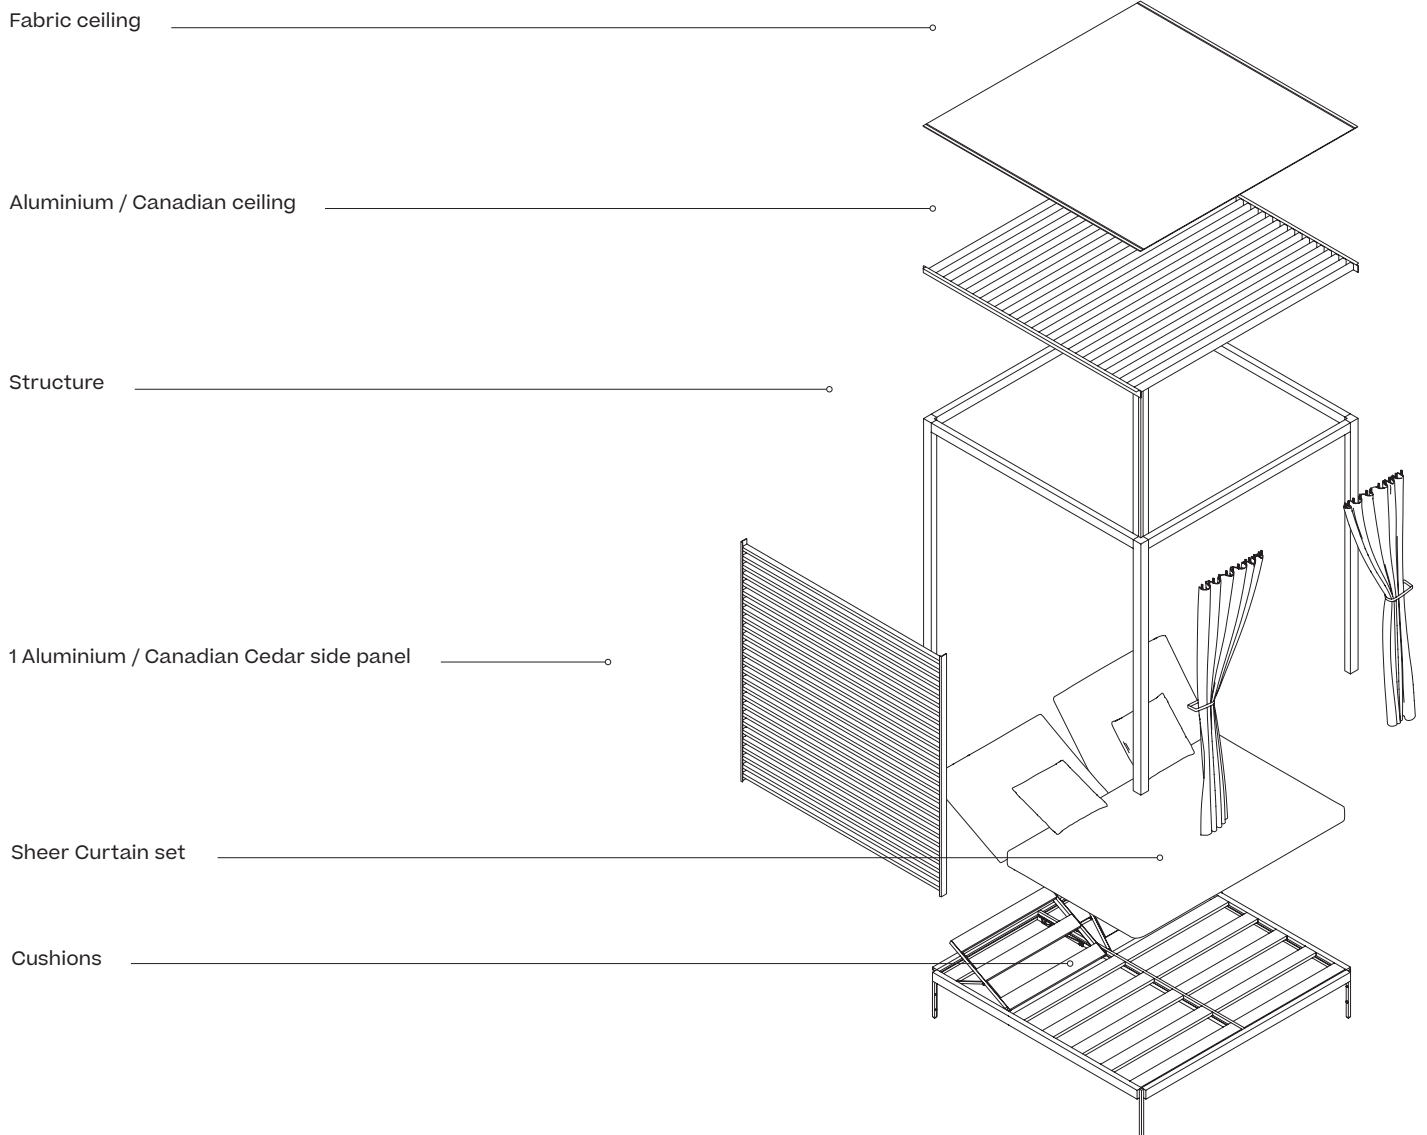 Fabric ceiling
Aluminium / Canadian ceiling
Structure
1 Aluminium / Canadian Cedar side panel
Sheer Curtain set
Cushions